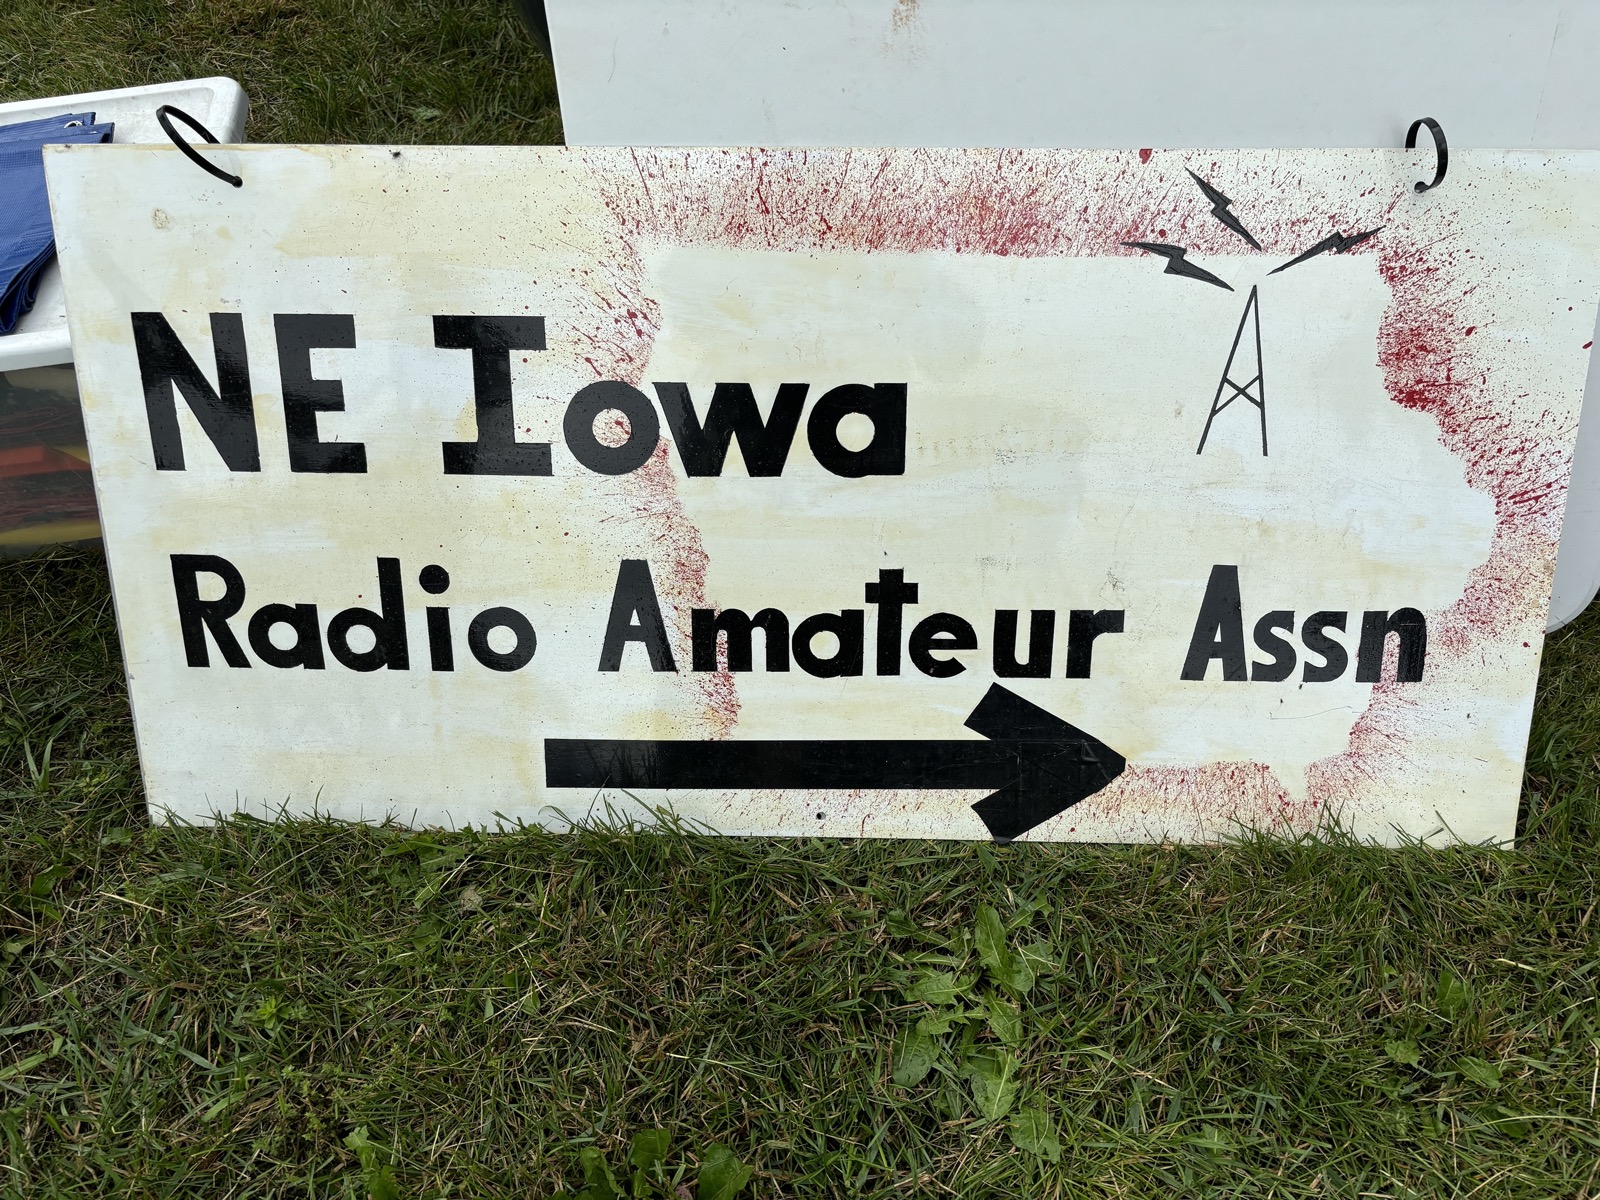 NE Iowa
Radio Amateur Assn